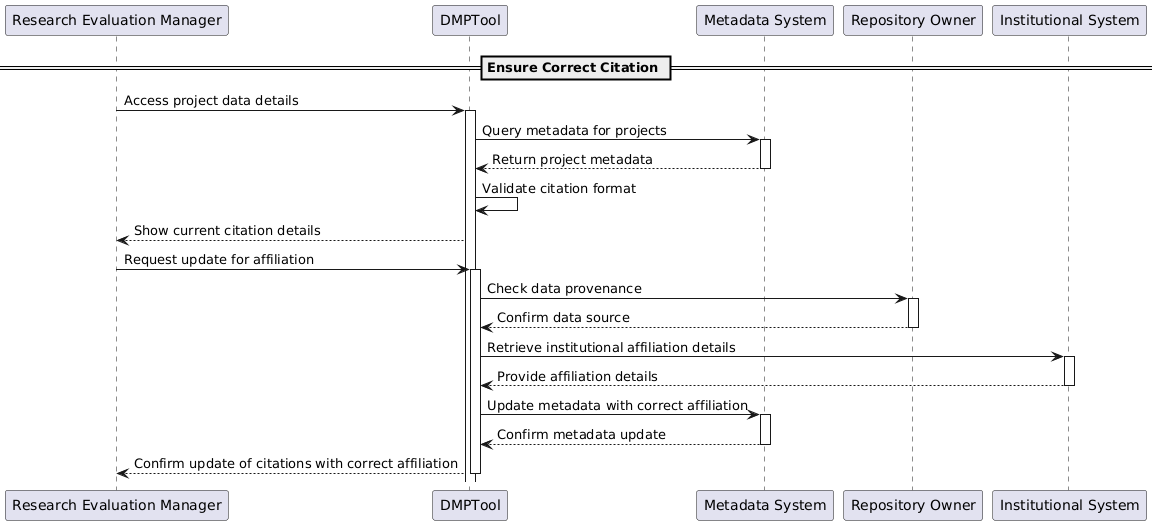 Research Evaluation Manager
DMPTool
Metadata System
Repository Owner
Institutional System
Ensure Correct Citation
Access project data details
Query metadata for projects
Return project metadata
Validate citation format
Show current citation details
Request update for affiliation
Check data provenance
Confirm data source
Retrieve institutional affiliation details
Provide affiliation details
Update metadata with correct affiliation
Confirm metadata update
Confirm update of citations with correct affiliation
Research Evaluation Manager
DMPTool
Metadata System
Repository Owner
Institutional System